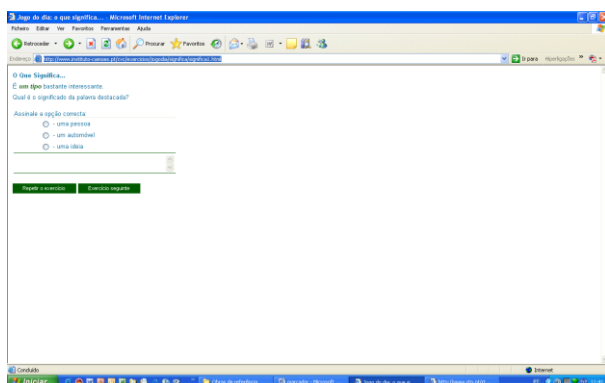 Jogo do dia: o que significa... - Microsoft Internet Explorer
Ficheiro Editar Ver Favoritos Ferramentas Ajuda
Retroceder Procurar Favoritos
Endereço Ir para Hiperligações
O Que Significa...
É um tipo bastante interessante.
Qual é o significado da palavra destacada?
Assinale a opção correcta:
- uma pessoa
- um automóvel
- uma ideia
Repetir o exercício Exercício seguinte
Concluído Internet
Iniciar